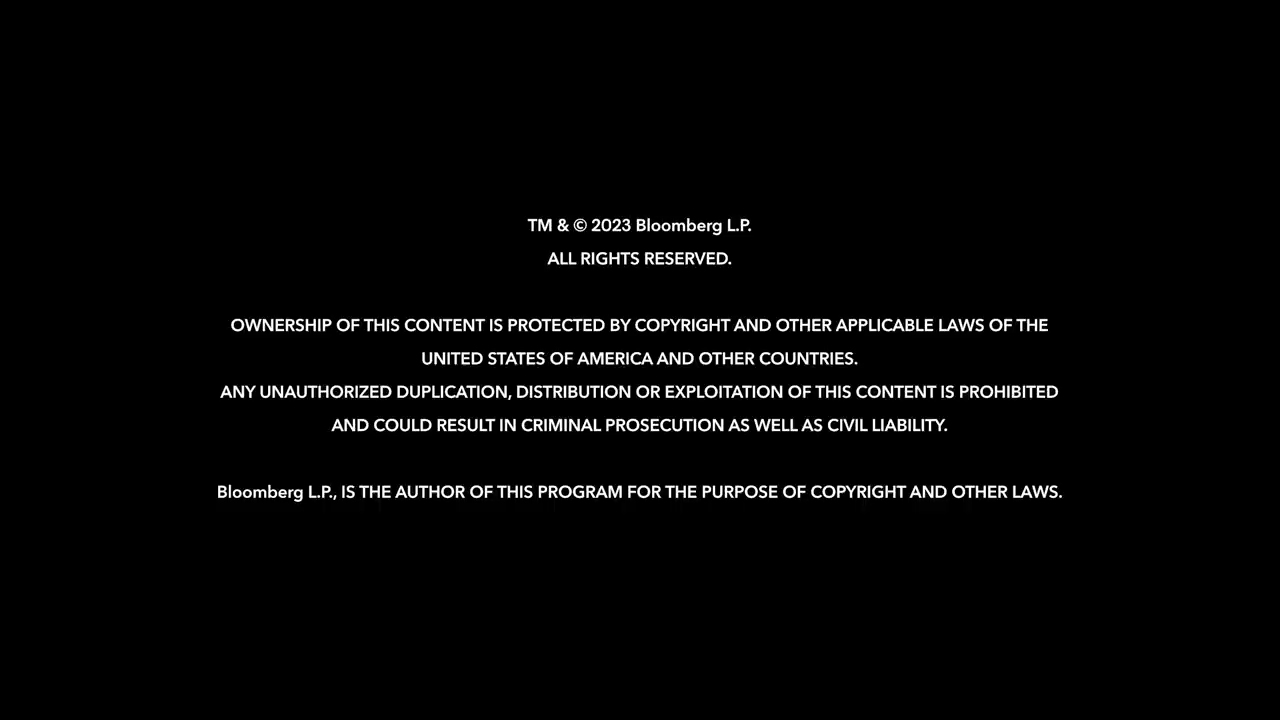 TM & © 2023 Bloomberg L.P.
ALL RIGHTS RESERVED.
OWNERSHIP OF THIS CONTENT IS PROTECTED BY COPYRIGHT AND OTHER APPLICABLE LAWS OF THE
UNITED STATES OF AMERICA AND OTHER COUNTRIES.
ANY UNAUTHORIZED DUPLICATION, DISTRIBUTION OR EXPLOITATION OF THIS CONTENT IS PROHIBITED
AND COULD RESULT IN CRIMINAL PROSECUTION AS WELL AS CIVIL LIABILITY.
Bloomberg L.P., IS THE AUTHOR OF THIS PROGRAM FOR THE PURPOSE OF COPYRIGHT AND OTHER LAWS.